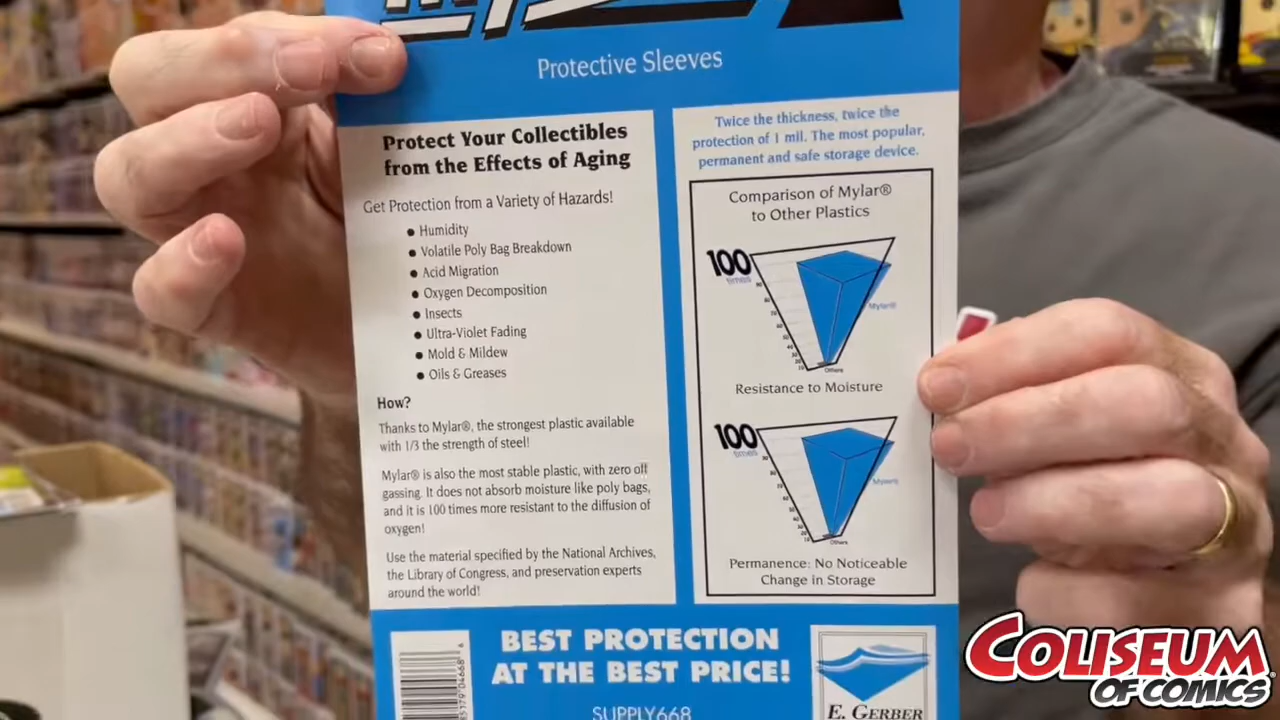 Protective Sleeves
Protect Your Collectibles
from the Effects of Aging
Get Protection from a Variety of Hazards!
● Humidity
● Volatile Poly Bag Breakdown
● Acid Migration
● Oxygen Decomposition
● Insects
● Ultra-Violet Fading
● Mold & Mildew
● Oils & Greases
How?
Thanks to Mylar®, the strongest plastic available
with 1/3 the strength of steel!
Mylar® is also the most stable plastic, with zero off
gassing. It does not absorb moisture like poly bags,
and it is 100 times more resistant to the diffusion of
oxygen!
Use the material specified by the National Archives,
the Library of Congress, and preservation experts
around the world!
Twice the thickness, twice the
protection of 1 mil. The most popular,
permanent and safe storage device.
Comparison of Mylar®
to Other Plastics
100
times
Mylar®
Others
Resistance to Moisture
100
times
Mylar®
Others
Permanence: No Noticeable
Change in Storage
BEST PROTECTION
AT THE BEST PRICE!
SUPPLY668
E. GERBER
COLISEUM
OF COMICS